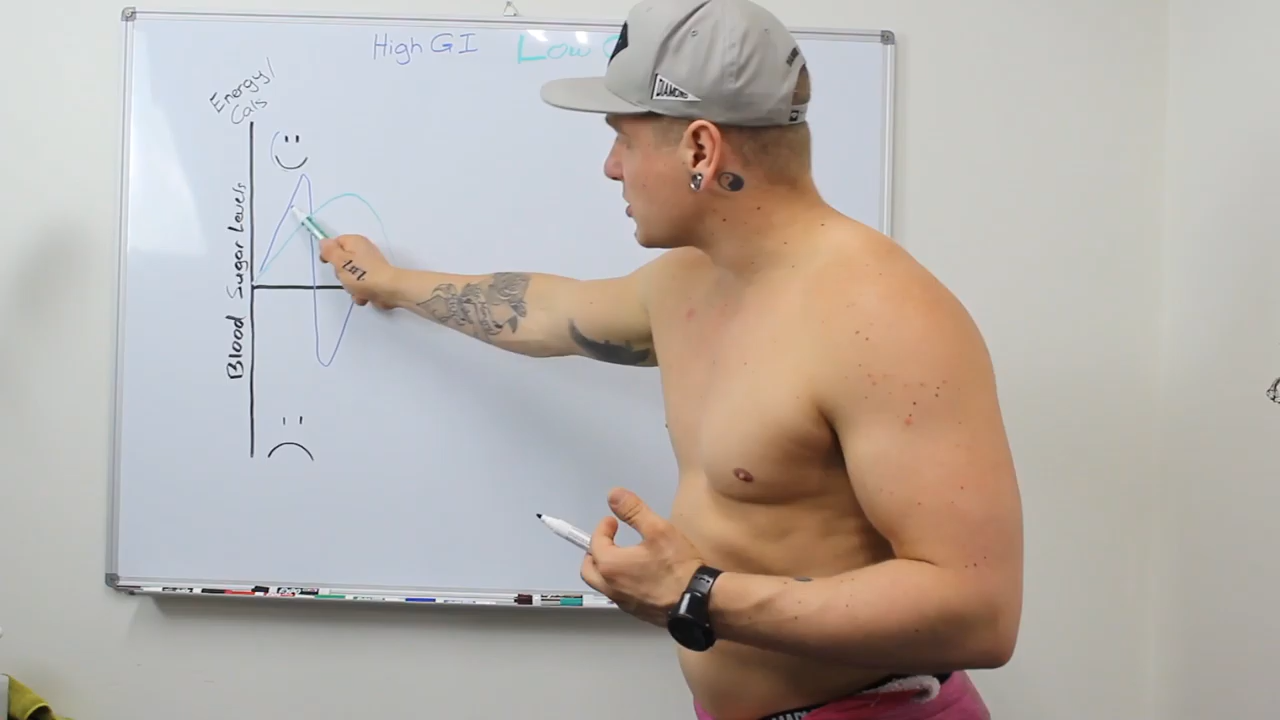 High GI
Low
Energy/
Cals
Blood Sugar Levels
DIAMOND